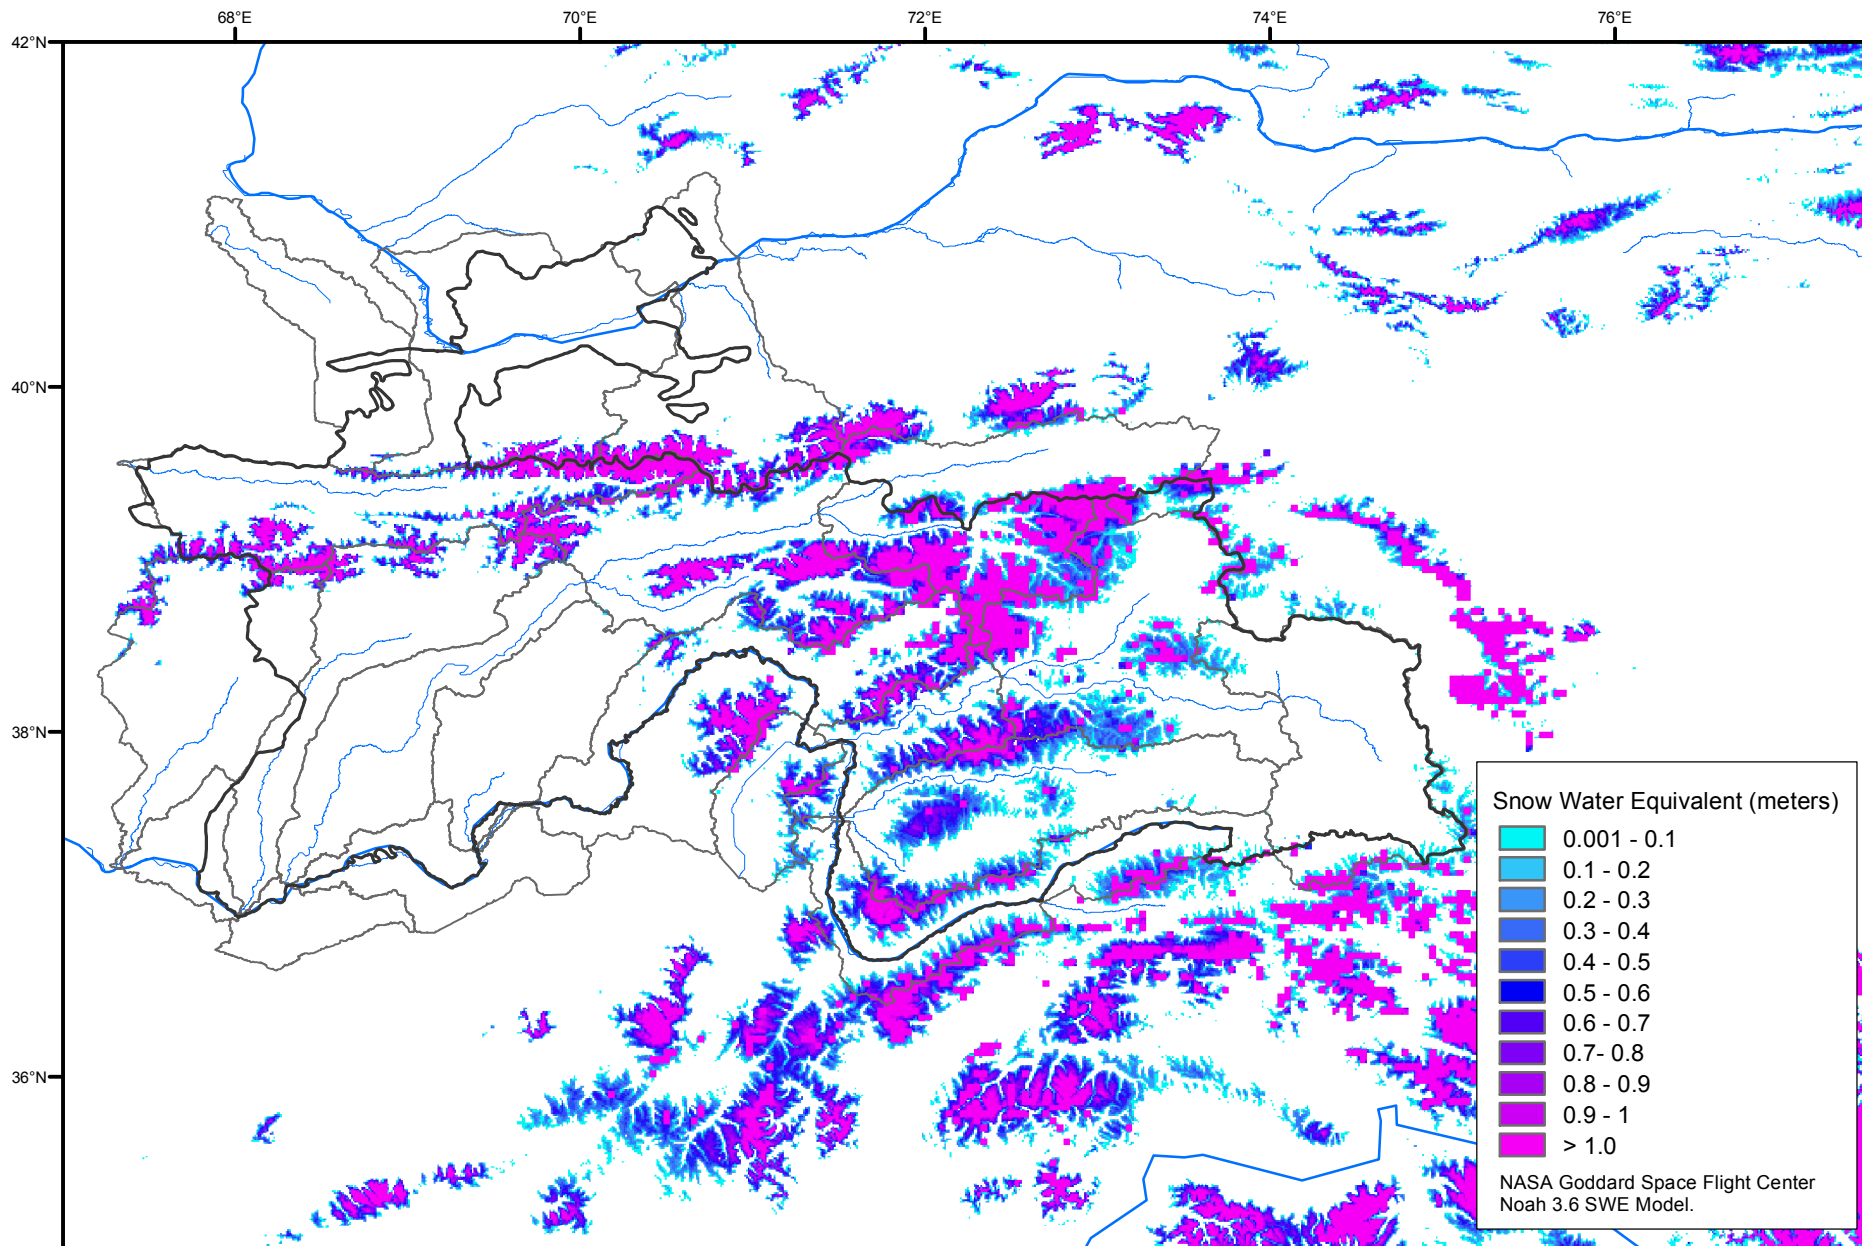 68°E 70°E 72°E 74°E 76°E
42°N
40°N
38°N
36°N
Snow Water Equivalent (meters)
0.001 - 0.1
0.1 - 0.2
0.2 - 0.3
0.3 - 0.4
0.4 - 0.5
0.5 - 0.6
0.6 - 0.7
0.7- 0.8
0.8 - 0.9
0.9 - 1
> 1.0
NASA Goddard Space Flight Center
Noah 3.6 SWE Model.